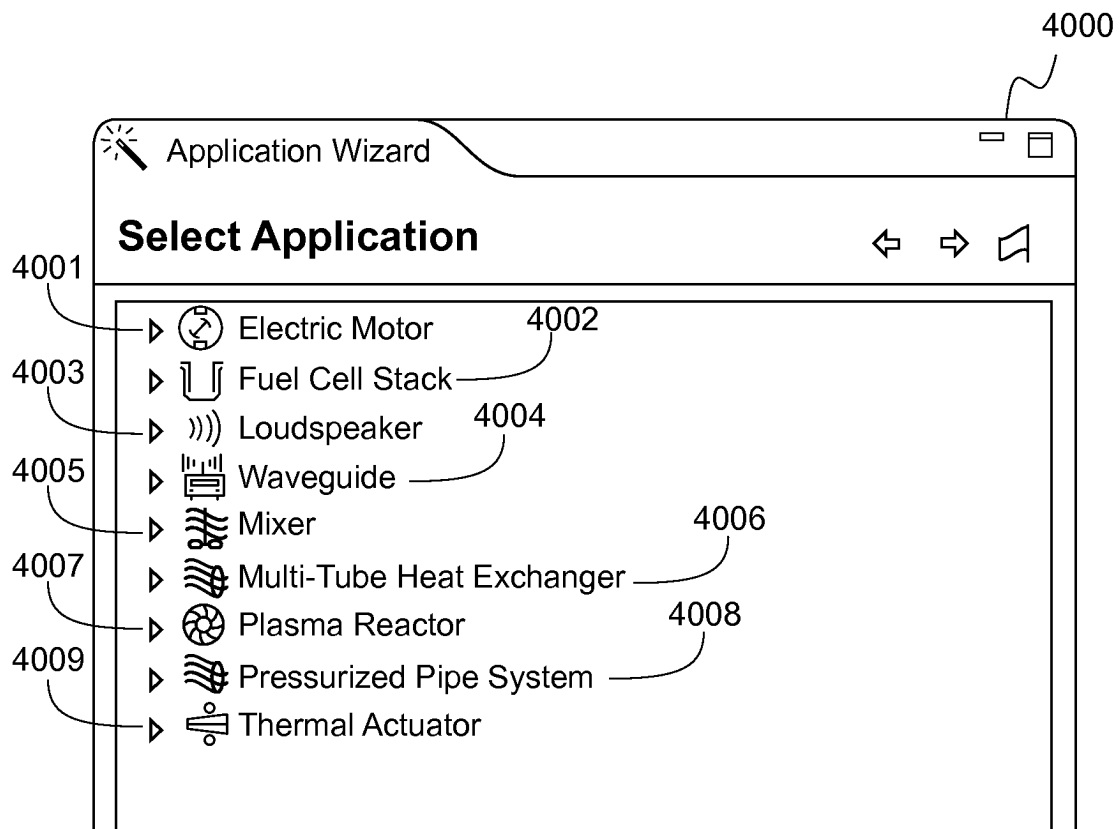 4000
Application Wizard
Select Application
4001
Electric Motor
4002
4003
Fuel Cell Stack
Loudspeaker
4004
4005
Waveguide
Mixer
4006
4007
Multi-Tube Heat Exchanger
Plasma Reactor
4008
4009
Pressurized Pipe System
Thermal Actuator